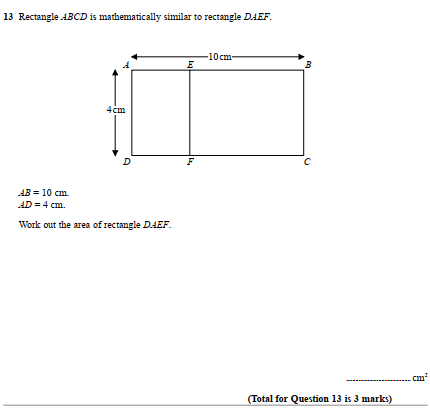 13 Rectangle ABCD is mathematically similar to rectangle DAEF.
10 cm
A E B
4 cm
D F C
AB = 10 cm.
AD = 4 cm.
Work out the area of rectangle DAEF.
.......................... cm²
(Total for Question 13 is 3 marks)